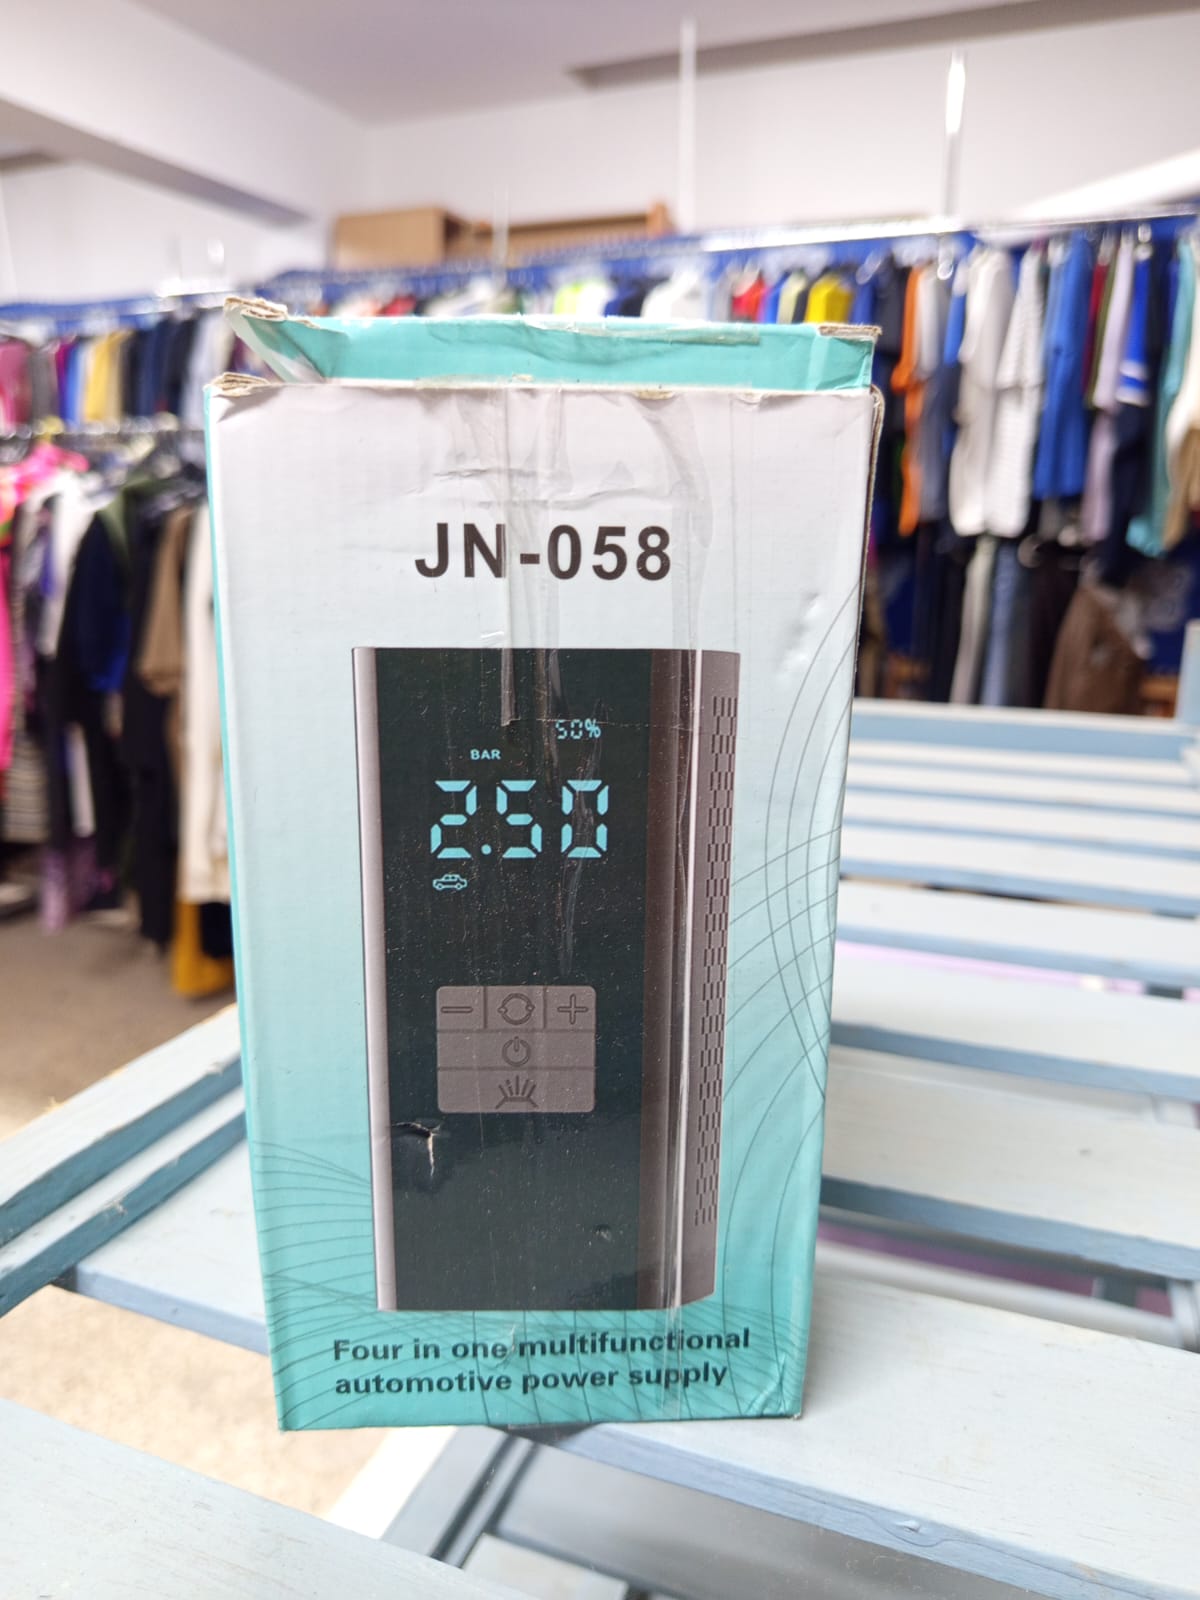 JN-058
50%
BAR
2.50
Four in one multifunctional
automotive power supply